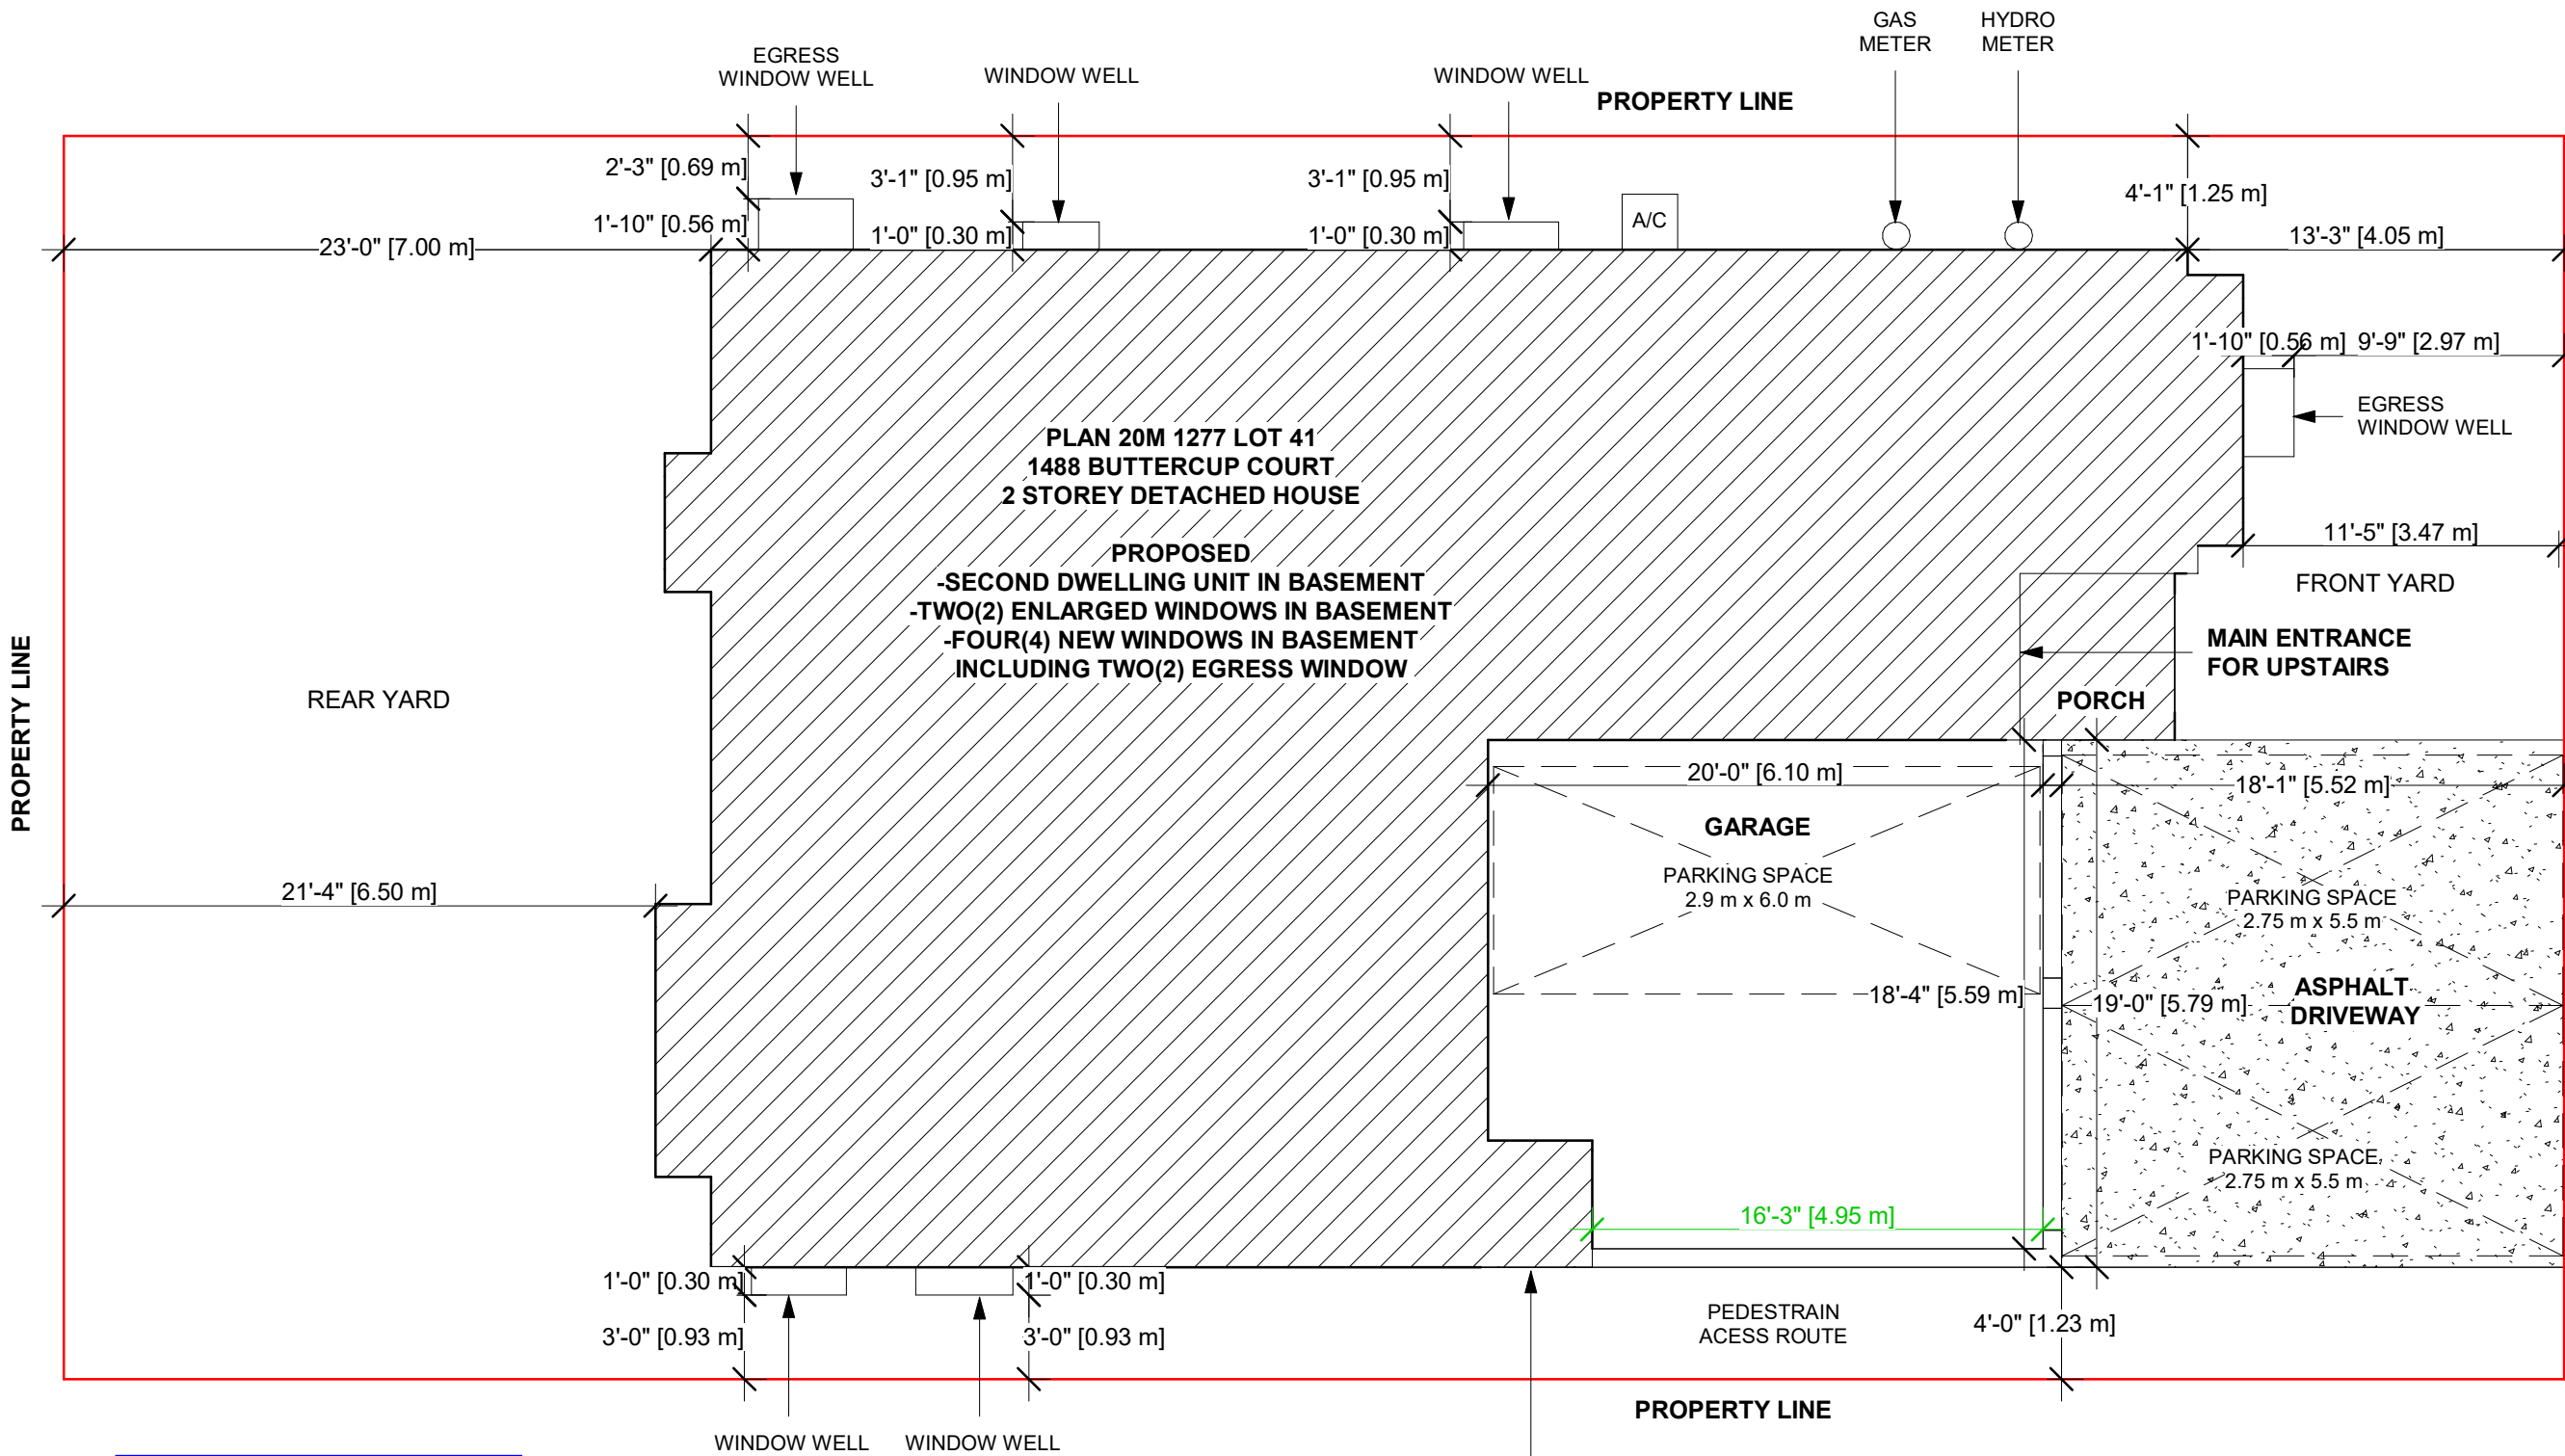 GAS
METER
HYDRO
METER
EGRESS
WINDOW WELL
WINDOW WELL
WINDOW WELL
PROPERTY LINE
2'-3" [0.69 m]
3'-1" [0.95 m]
3'-1" [0.95 m]
4'-1" [1.25 m]
1'-10" [0.56 m]
1'-0" [0.30 m]
1'-0" [0.30 m]
A/C
23'-0" [7.00 m]
13'-3" [4.05 m]
1'-10" [0.56 m]
9'-9" [2.97 m]
EGRESS
WINDOW WELL
PLAN 20M 1277 LOT 41
1488 BUTTERCUP COURT
2 STOREY DETACHED HOUSE
PROPOSED
-SECOND DWELLING UNIT IN BASEMENT
-TWO(2) ENLARGED WINDOWS IN BASEMENT
-FOUR(4) NEW WINDOWS IN BASEMENT
INCLUDING TWO(2) EGRESS WINDOW
11'-5" [3.47 m]
FRONT YARD
MAIN ENTRANCE
FOR UPSTAIRS
PORCH
PROPERTY LINE
REAR YARD
20'-0" [6.10 m]
18'-1" [5.52 m]
GARAGE
PARKING SPACE
2.9 m x 6.0 m
21'-4" [6.50 m]
PARKING SPACE
2.75 m x 5.5 m
18'-4" [5.59 m]
19'-0" [5.79 m]
ASPHALT
DRIVEWAY
PARKING SPACE
2.75 m x 5.5 m
16'-3" [4.95 m]
1'-0" [0.30 m]
1'-0" [0.30 m]
3'-0" [0.93 m]
3'-0" [0.93 m]
PEDESTRAIN
ACESS ROUTE
4'-0" [1.23 m]
PROPERTY LINE
WINDOW WELL
WINDOW WELL